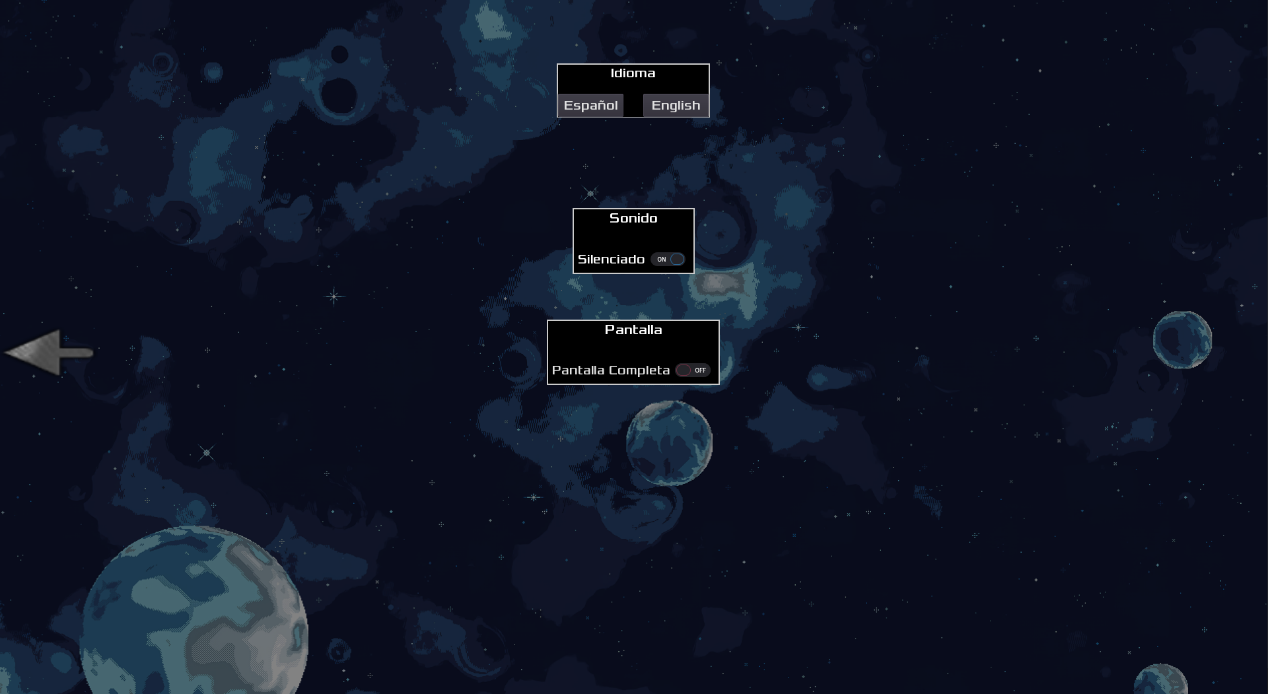 Idioma
Español English
Sonido
Silenciado ON
Pantalla
Pantalla Completa OFF